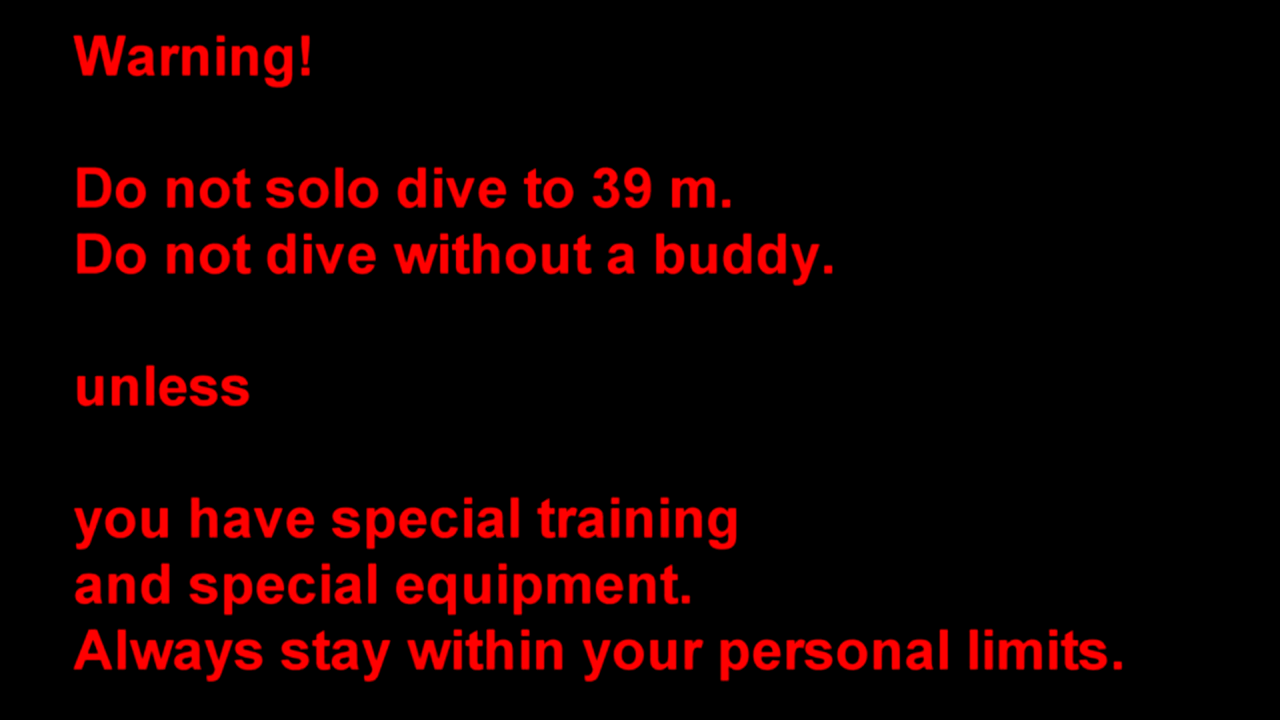 Warning!
Do not solo dive to 39 m.
Do not dive without a buddy.
unless
you have special training
and special equipment.
Always stay within your personal limits.